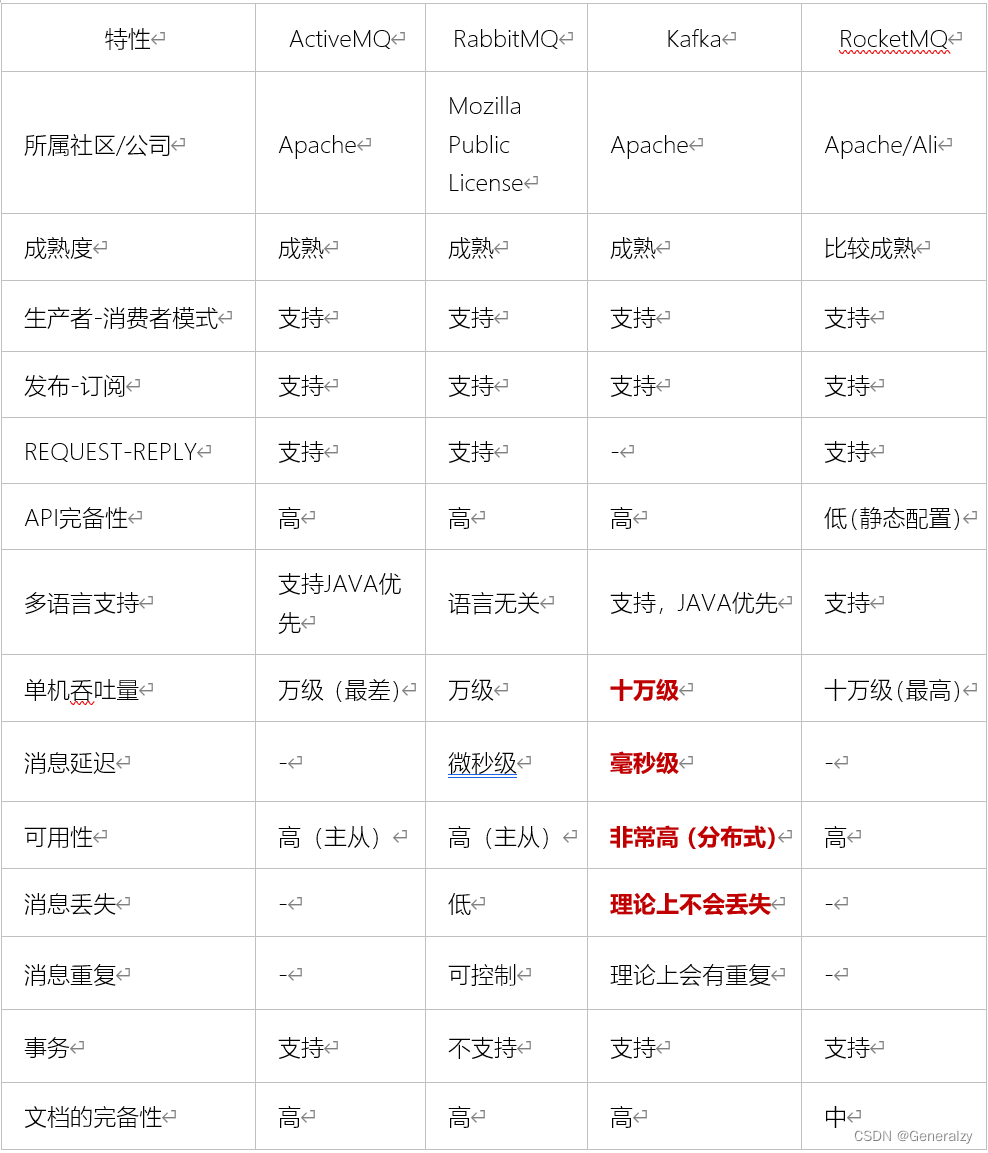 特性 ActiveMQ RabbitMQ Kafka RocketMQ
所属社区/公司 Apache Mozilla Public License Apache Apache/Ali
成熟度 成熟 成熟 成熟 比较成熟
生产者-消费者模式 支持 支持 支持 支持
发布-订阅 支持 支持 支持 支持
REQUEST-REPLY 支持 支持 - 支持
API完备性 高 高 高 低(静态配置)
多语言支持 支持JAVA优先 语言无关 支持，JAVA优先 支持
单机吞吐量 万级（最差） 万级 十万级 十万级(最高)
消息延迟 - 微秒级 毫秒级 -
可用性 高（主从） 高（主从） 非常高（分布式） 高
消息丢失 - 低 理论上不会丢失 -
消息重复 - 可控制 理论上会有重复 -
事务 支持 不支持 支持 支持
文档的完备性 高 高 高 中
CSDN @Generalzy